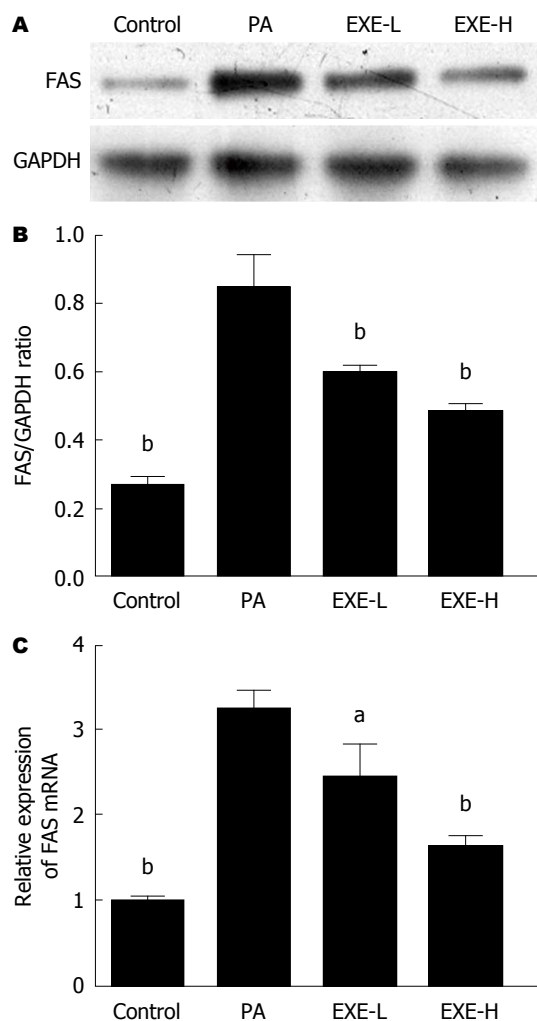 A Control PA EXE-L EXE-H
FAS
GAPDH
B
1.0
0.8
0.6
0.4
0.2
0.0
FAS/GAPDH ratio
b
b
b
Control PA EXE-L EXE-H
C
4
3
2
1
0
Relative expression
of FAS mRNA
b
a
b
Control PA EXE-L EXE-H